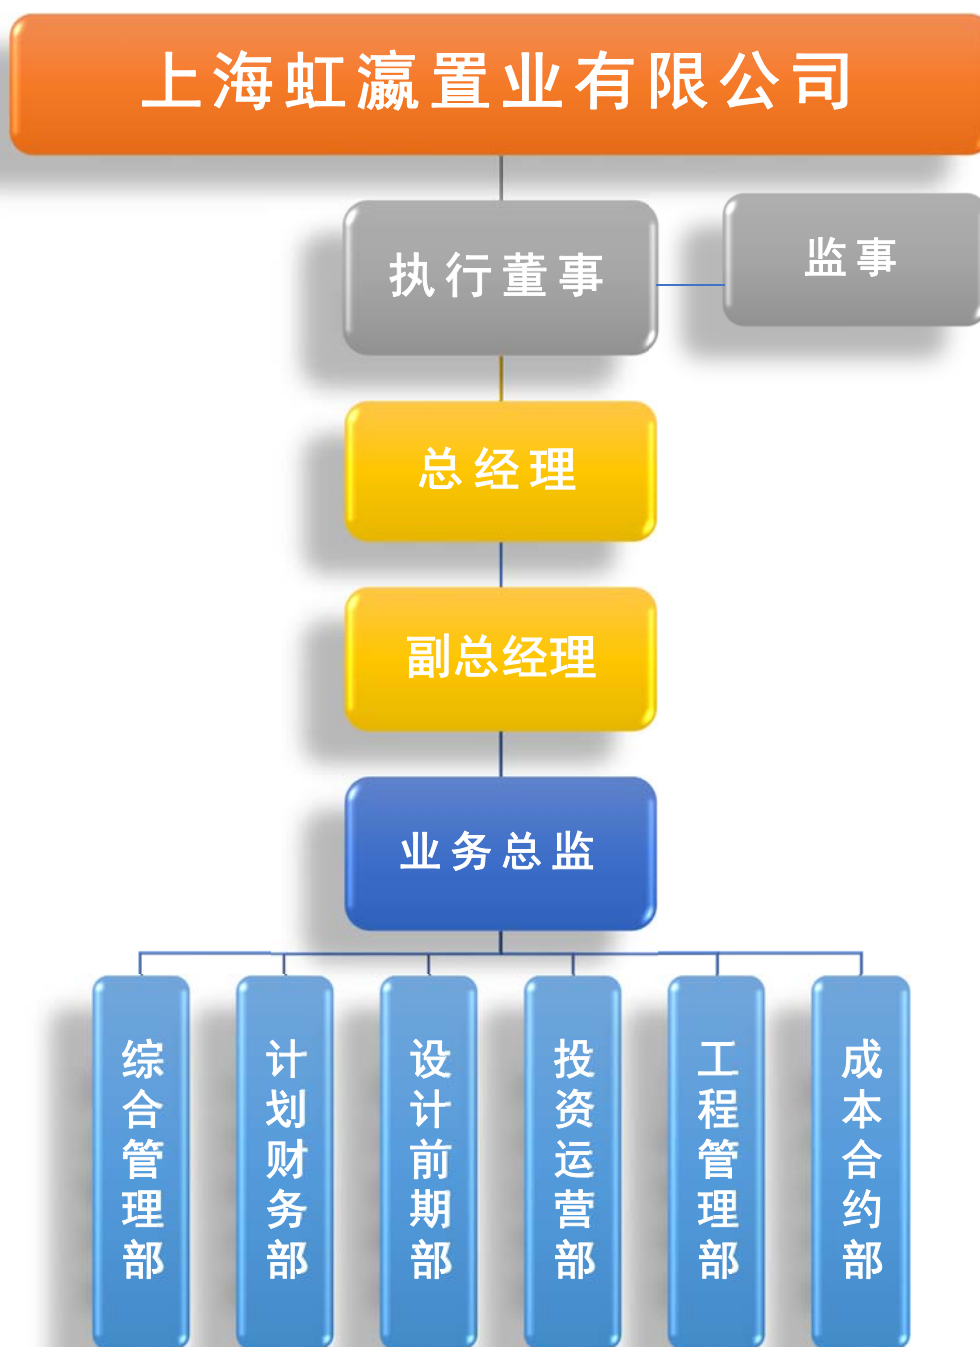 上海虹瀛置业有限公司
执行董事
监事
总经理
副总经理
业务总监
综合管理部
计划财务部
设计前期部
投资运营部
工程管理部
成本合约部